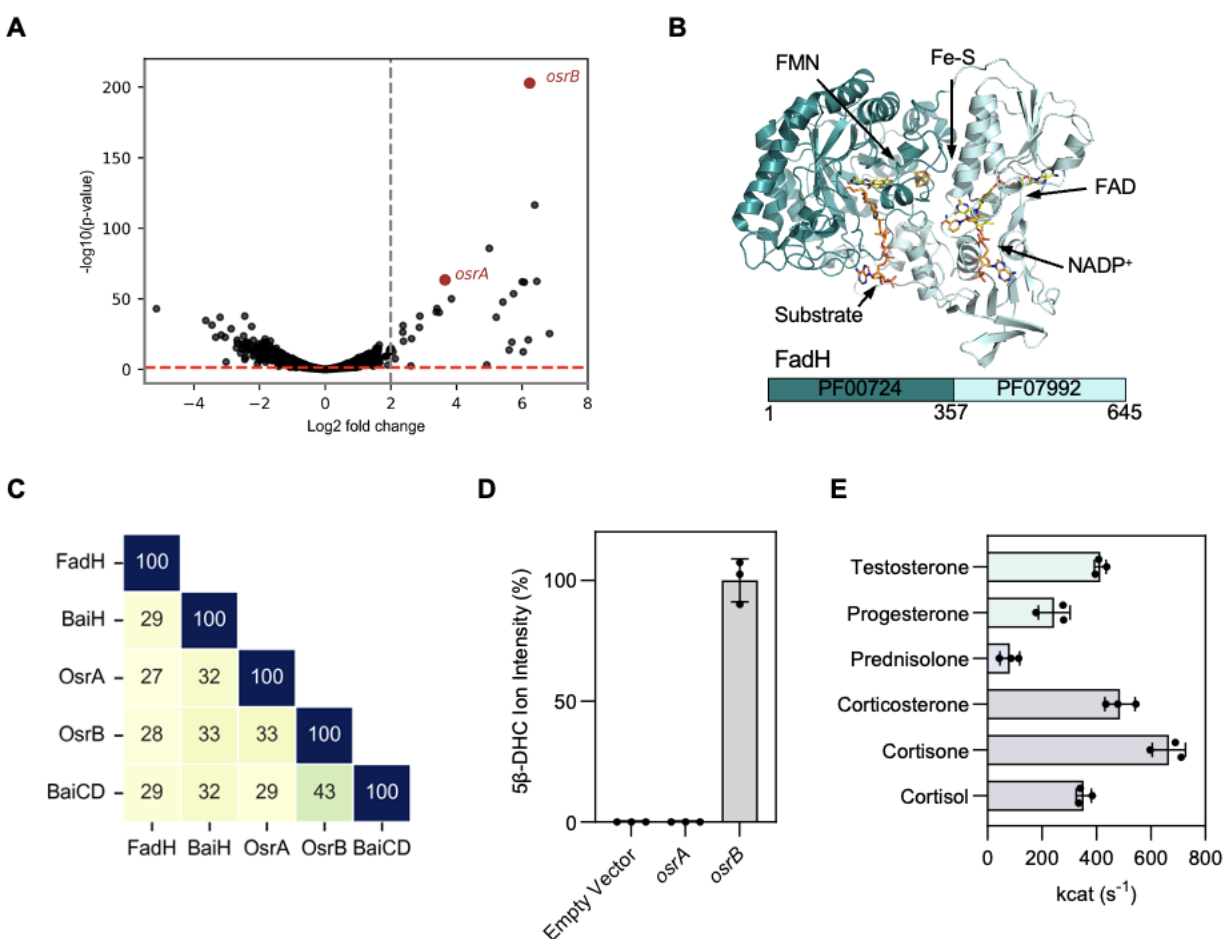 A
-log10(p-value)
200
150
100
50
0
osrB
osrA
−4
−2
0
2
4
6
8
Log2 fold change
B
FMN
Fe-S
FAD
NADP+
Substrate
FadH
PF00724
PF07992
1
357
645
C
FadH
100
BaiH
29
100
OsrA
27
32
100
OsrB
28
33
33
100
BaiCD
29
32
29
43
100
FadH
BaiH
OsrA
OsrB
BaiCD
D
5β-DHC Ion Intensity (%)
100
50
0
Empty Vector
osrA
osrB
E
Testosterone
Progesterone
Prednisolone
Corticosterone
Cortisone
Cortisol
0
200
400
600
800
kcat (s-1)